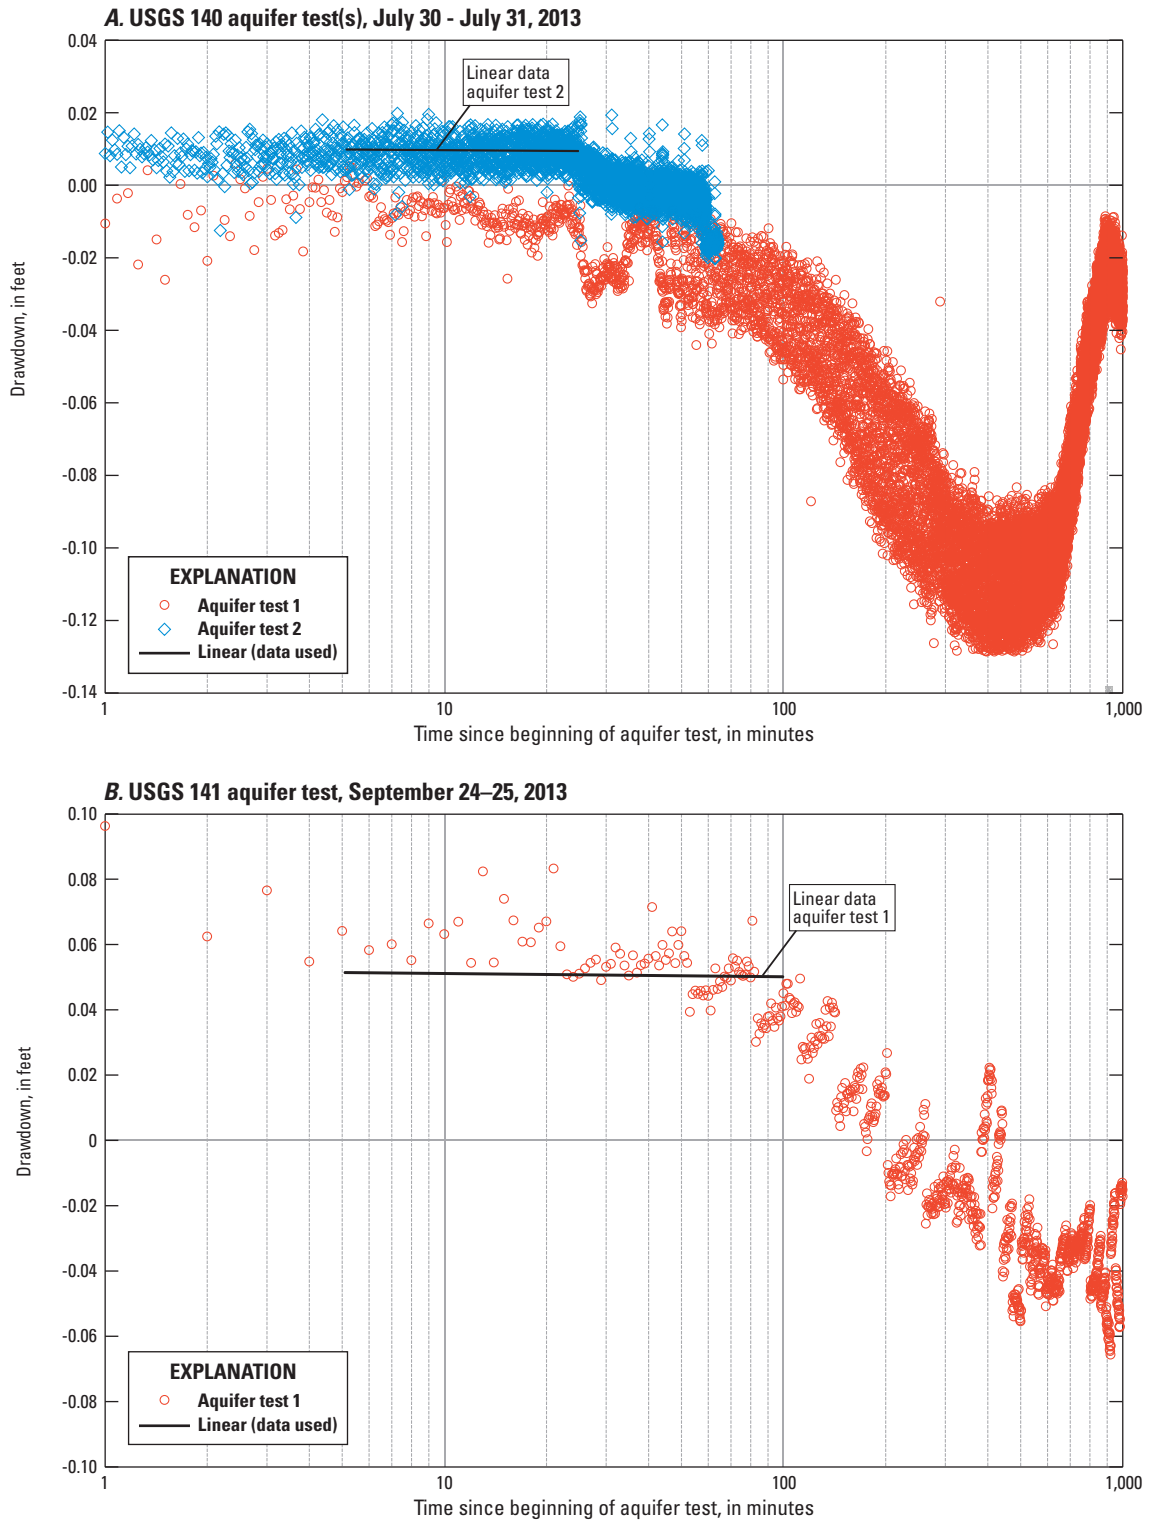 A. USGS 140 aquifer test(s), July 30 - July 31, 2013
0.04
0.02
0.00
-0.02
-0.04
-0.06
-0.08
-0.10
-0.12
-0.14
Drawdown, in feet
Linear data
aquifer test 2
EXPLANATION
Aquifer test 1
Aquifer test 2
Linear (data used)
1 10 100 1,000
Time since beginning of aquifer test, in minutes
B. USGS 141 aquifer test, September 24–25, 2013
0.10
0.08
0.06
0.04
0.02
0
-0.02
-0.04
-0.06
-0.08
-0.10
Drawdown, in feet
Linear data
aquifer test 1
EXPLANATION
Aquifer test 1
Linear (data used)
1 10 100 1,000
Time since beginning of aquifer test, in minutes